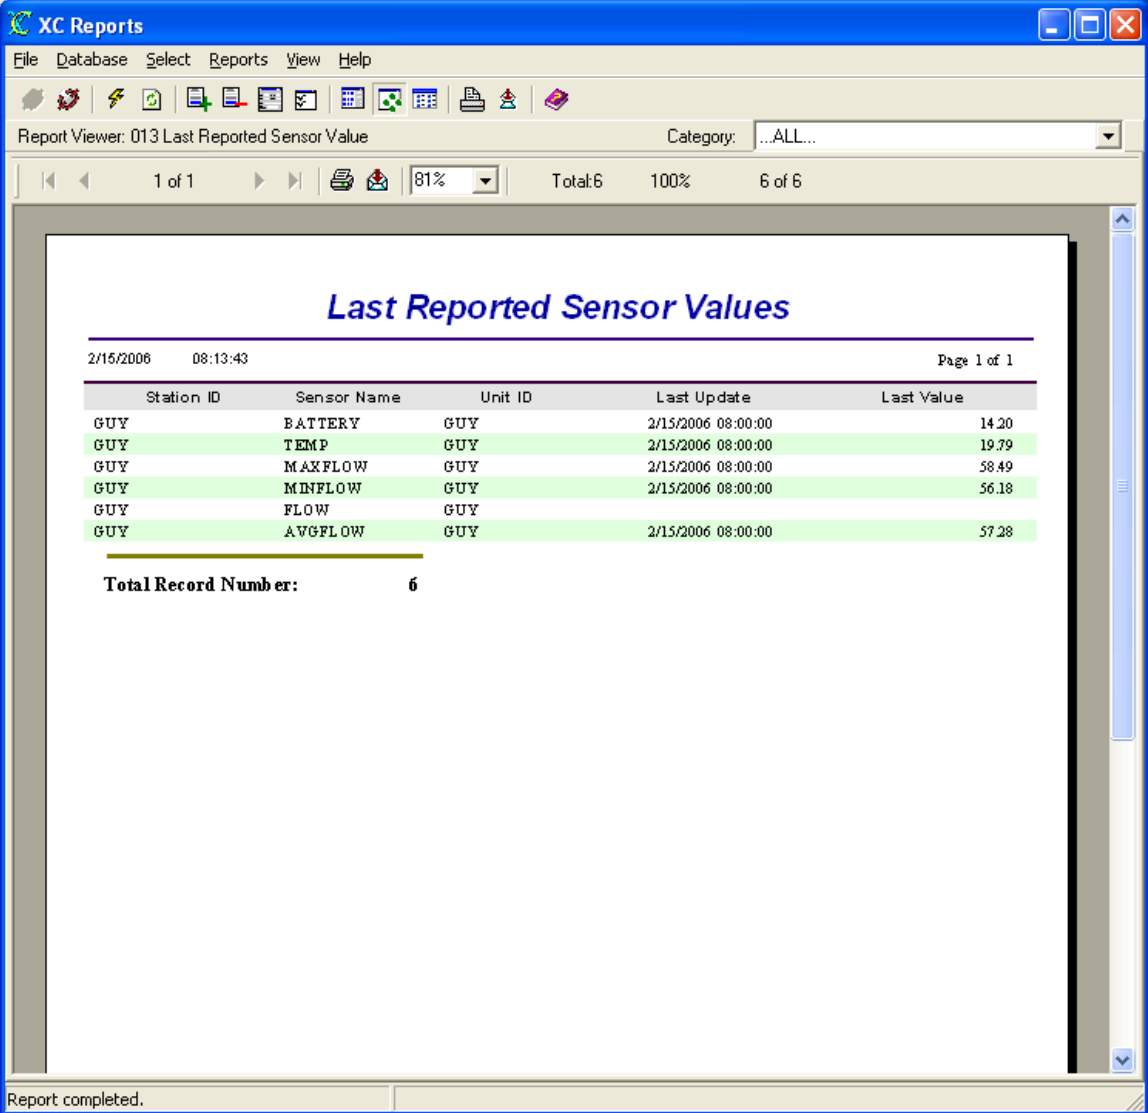 XC Reports
File Database Select Reports View Help
Report Viewer: 013 Last Reported Sensor Value Category: ...ALL...
1 of 1 81% Total:6 100% 6 of 6
Last Reported Sensor Values
2/15/2006 08:13:43 Page 1 of 1
Station ID Sensor Name Unit ID Last Update Last Value
GUY BATTERY GUY 2/15/2006 08:00:00 14.20
GUY TEMP GUY 2/15/2006 08:00:00 19.79
GUY MAXFLOW GUY 2/15/2006 08:00:00 58.49
GUY MINFLOW GUY 2/15/2006 08:00:00 56.18
GUY FLOW GUY
GUY AVGFLOW GUY 2/15/2006 08:00:00 57.28
Total Record Number: 6
Report completed.